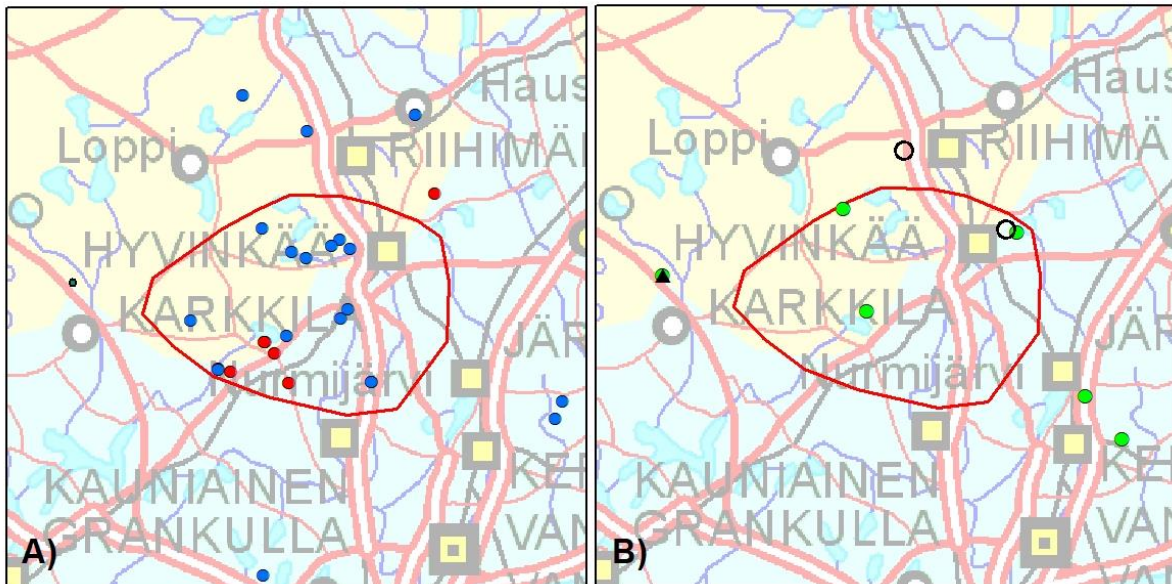 Haus
Loppi
RIIHIMÄ
HYVINKÄÄ
KARKKILA
JÄR
Nurmijärvi
KE
KAUNIAINEN
GRANKULLA
VAN
A)
Haus
Loppi
RIIHIMÄ
HYVINKÄÄ
KARKKILA
JÄR
Nurmijärvi
KE
KAUNIAINEN
GRANKULLA
VAN
B)